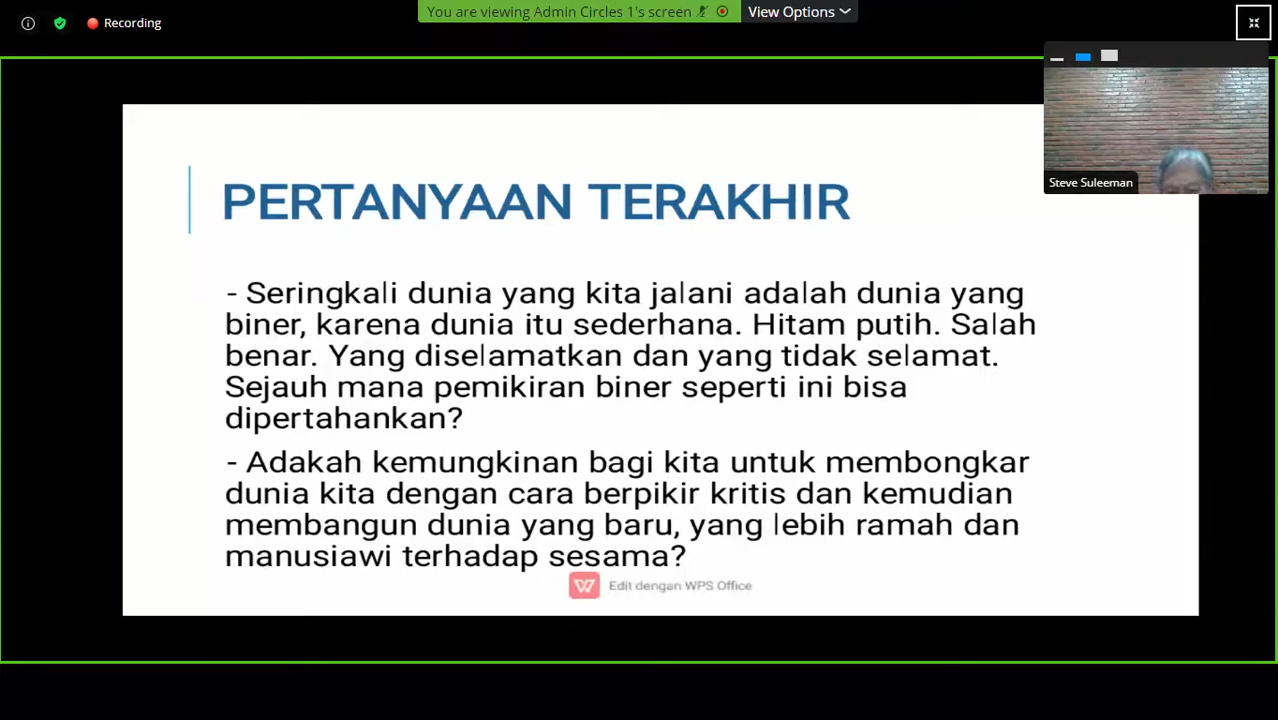 You are viewing Admin Circles 1's screen
View Options
Recording
Steve Suleeman
PERTANYAAN TERAKHIR
- Seringkali dunia yang kita jalani adalah dunia yang
biner, karena dunia itu sederhana. Hitam putih. Salah
benar. Yang diselamatkan dan yang tidak selamat.
Sejauh mana pemikiran biner seperti ini bisa
dipertahankan?
- Adakah kemungkinan bagi kita untuk membongkar
dunia kita dengan cara berpikir kritis dan kemudian
membangun dunia yang baru, yang lebih ramah dan
manusiawi terhadap sesama?
Edit dengan WPS Office